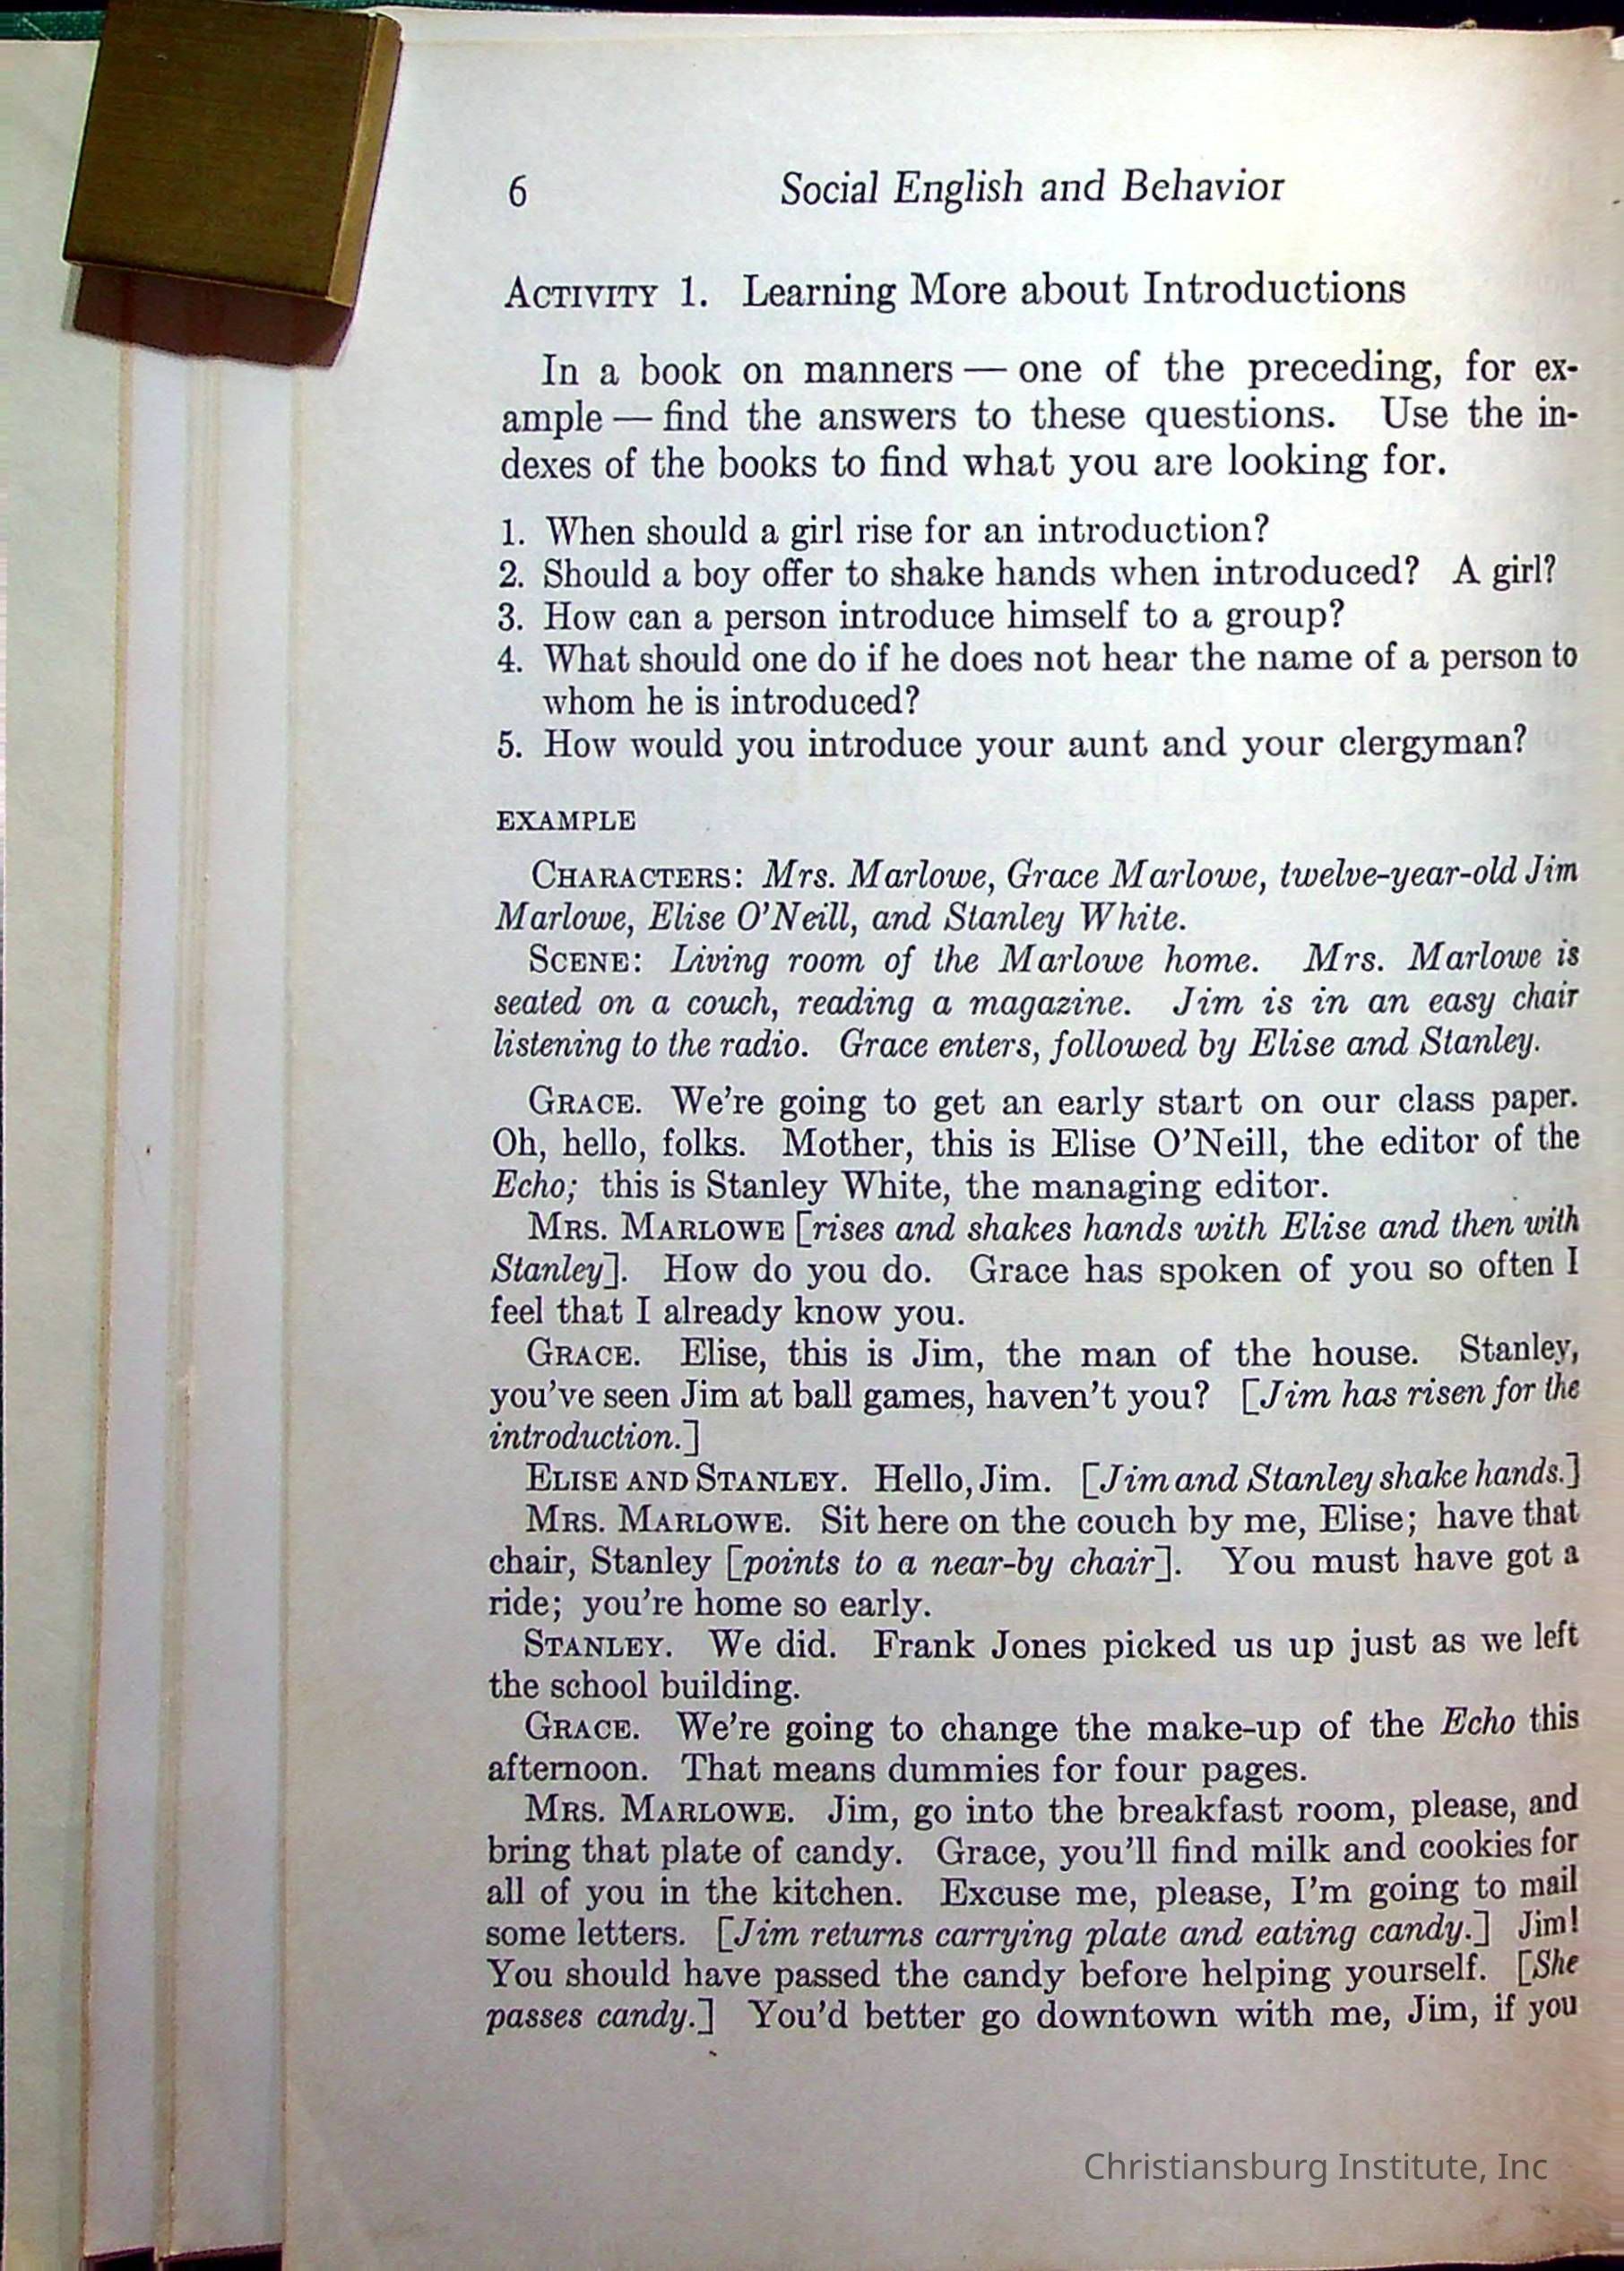 6 Social English and Behavior
ACTIVITY 1. Learning More about Introductions
In a book on manners — one of the preceding, for ex-
ample — find the answers to these questions. Use the in-
dexes of the books to find what you are looking for.
1. When should a girl rise for an introduction?
2. Should a boy offer to shake hands when introduced? A girl?
3. How can a person introduce himself to a group?
4. What should one do if he does not hear the name of a person to
whom he is introduced?
5. How would you introduce your aunt and your clergyman?
EXAMPLE
CHARACTERS: Mrs. Marlowe, Grace Marlowe, twelve-year-old Jim
Marlowe, Elise O'Neill, and Stanley White.
SCENE: Living room of the Marlowe home. Mrs. Marlowe is
seated on a couch, reading a magazine. Jim is in an easy chair
listening to the radio. Grace enters, followed by Elise and Stanley.
GRACE. We're going to get an early start on our class paper.
Oh, hello, folks. Mother, this is Elise O'Neill, the editor of the
Echo; this is Stanley White, the managing editor.
MRS. MARLOWE [rises and shakes hands with Elise and then with
Stanley]. How do you do. Grace has spoken of you so often I
feel that I already know you.
GRACE. Elise, this is Jim, the man of the house. Stanley,
you've seen Jim at ball games, haven't you? [Jim has risen for the
introduction.]
ELISE AND STANLEY. Hello, Jim. [Jim and Stanley shake hands.]
MRS. MARLOWE. Sit here on the couch by me, Elise; have that
chair, Stanley [points to a near-by chair]. You must have got a
ride; you're home so early.
STANLEY. We did. Frank Jones picked us up just as we left
the school building.
GRACE. We're going to change the make-up of the Echo this
afternoon. That means dummies for four pages.
MRS. MARLOWE. Jim, go into the breakfast room, please, and
bring that plate of candy. Grace, you'll find milk and cookies for
all of you in the kitchen. Excuse me, please, I'm going to mail
some letters. [Jim returns carrying plate and eating candy.] Jim!
You should have passed the candy before helping yourself. [She
passes candy.] You'd better go downtown with me, Jim, if you
Christiansburg Institute, Inc